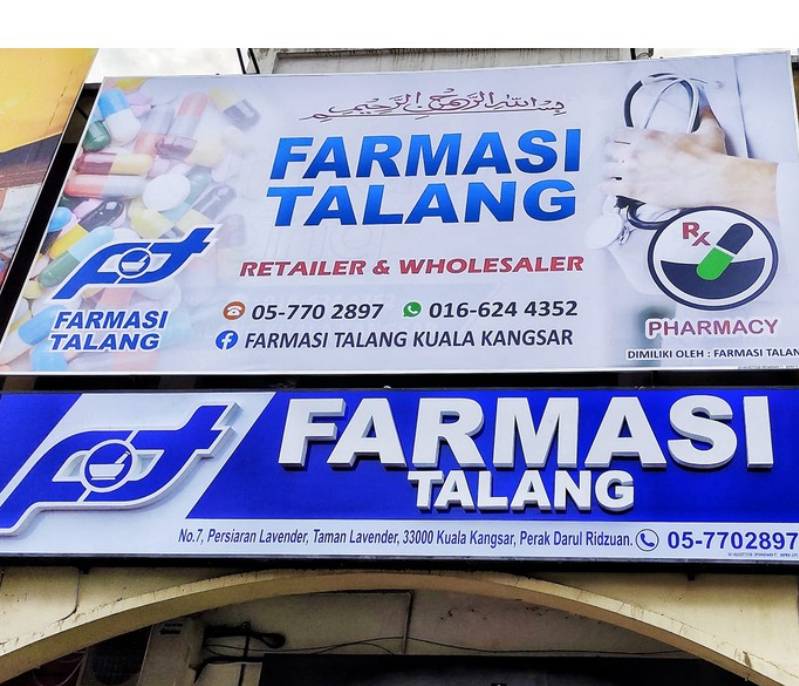 بسم الله الرحمن الرحيم
FARMASI
TALANG
RETAILER & WHOLESALER
05-770 2897 016-624 4352
FARMASI TALANG KUALA KANGSAR
FARMASI
TALANG
Rx
PHARMACY
DIMILIKI OLEH : FARMASI TALAN
FARMASI
TALANG
No.7, Persiaran Lavender, Taman Lavender, 33000 Kuala Kangsar, Perak Darul Ridzuan. 05-7702897